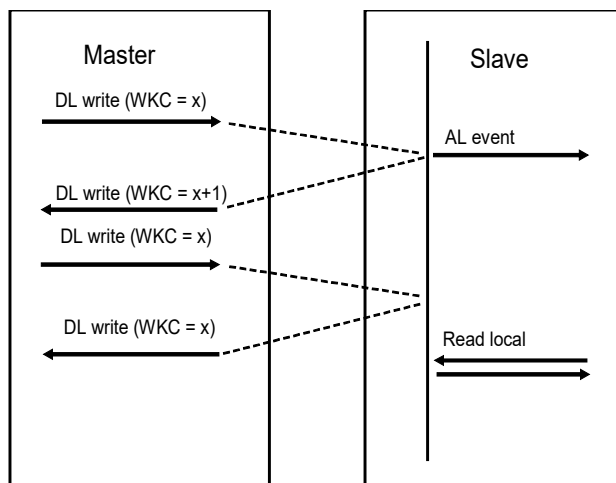 Master
Slave
DL write (WKC = x)
AL event
DL write (WKC = x+1)
DL write (WKC = x)
DL write (WKC = x)
Read local